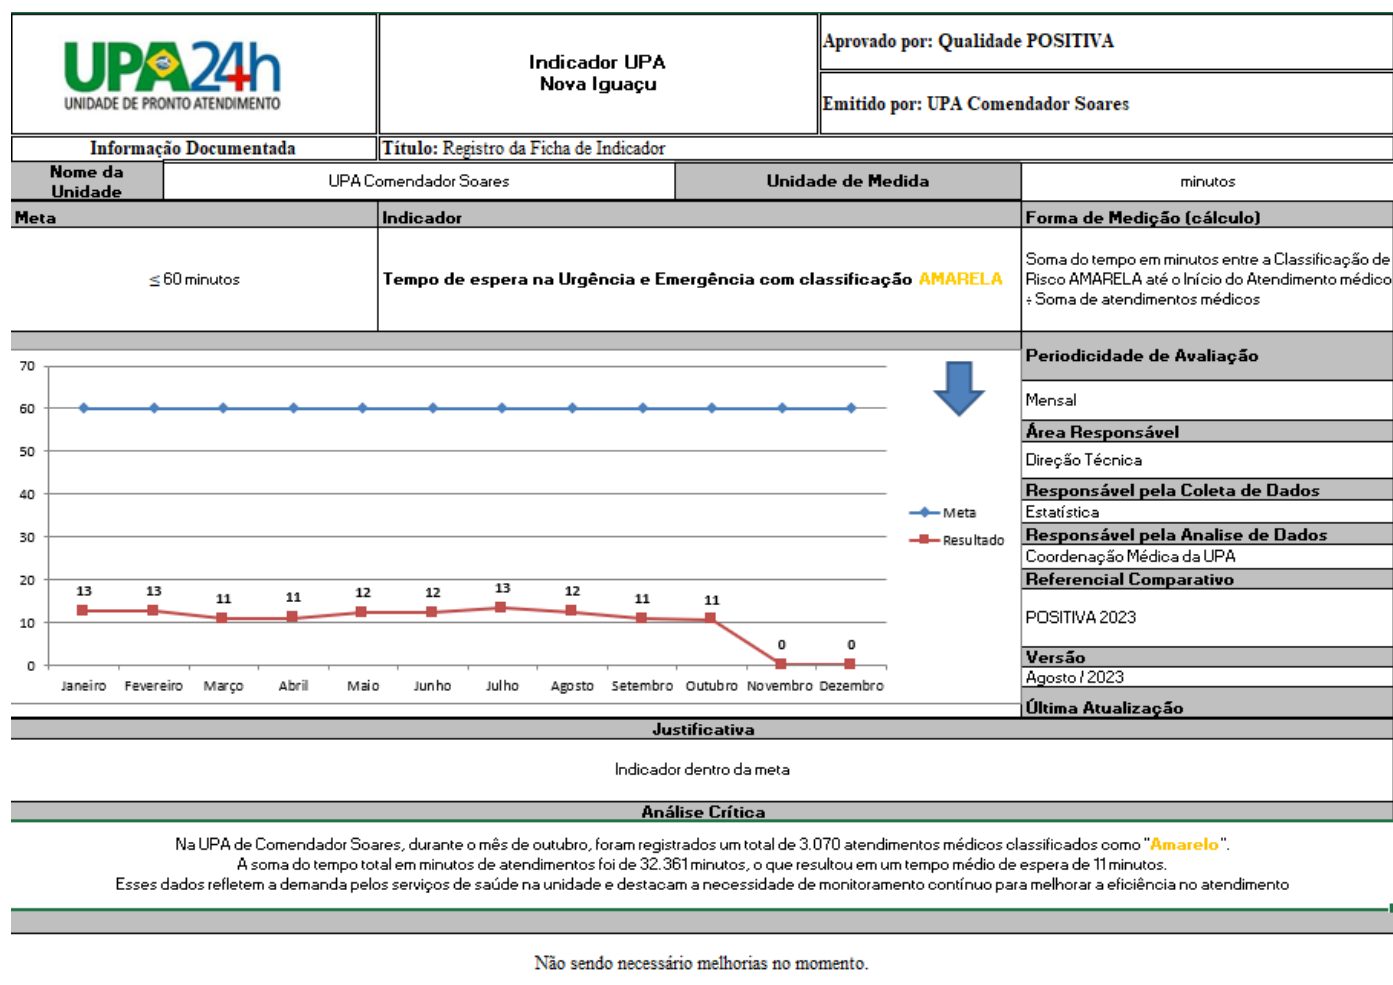 UPA24h
UNIDADE DE PRONTO ATENDIMENTO
Indicador UPA
Nova Iguaçu
Aprovado por: Qualidade POSITIVA
Emitido por: UPA Comendador Soares
Informação Documentada
Título: Registro da Ficha de Indicador
Nome da
Unidade
UPA Comendador Soares
Unidade de Medida
minutos
Meta
Indicador
Forma de Medição (cálculo)
≤ 60 minutos
Tempo de espera na Urgência e Emergência com classificação AMARELA
Soma do tempo em minutos entre a Classificação de
Risco AMARELA até o Início do Atendimento médico
÷ Soma de atendimentos médicos
Periodicidade de Avaliação
Mensal
Área Responsável
Direção Técnica
Responsável pela Coleta de Dados
Estatística
Responsável pela Analise de Dados
Coordenação Médica da UPA
Referencial Comparativo
POSITIVA 2023
Versão
Agosto / 2023
Última Atualização
70
60
50
40
30
20
10
0
13 13 11 11 12 12 13 12 11 11 0 0
Janeiro Fevereiro Março Abril Maio Junho Julho Agosto Setembro Outubro Novembro Dezembro
Meta
Resultado
Justificativa
Indicador dentro da meta
Análise Crítica
Na UPA de Comendador Soares, durante o mês de outubro, foram registrados um total de 3.070 atendimentos médicos classificados como "Amarelo".
A soma do tempo total em minutos de atendimentos foi de 32.361 minutos, o que resultou em um tempo médio de espera de 11 minutos.
Esses dados refletem a demanda pelos serviços de saúde na unidade e destacam a necessidade de monitoramento contínuo para melhorar a eficiência no atendimento
Não sendo necessário melhorias no momento.